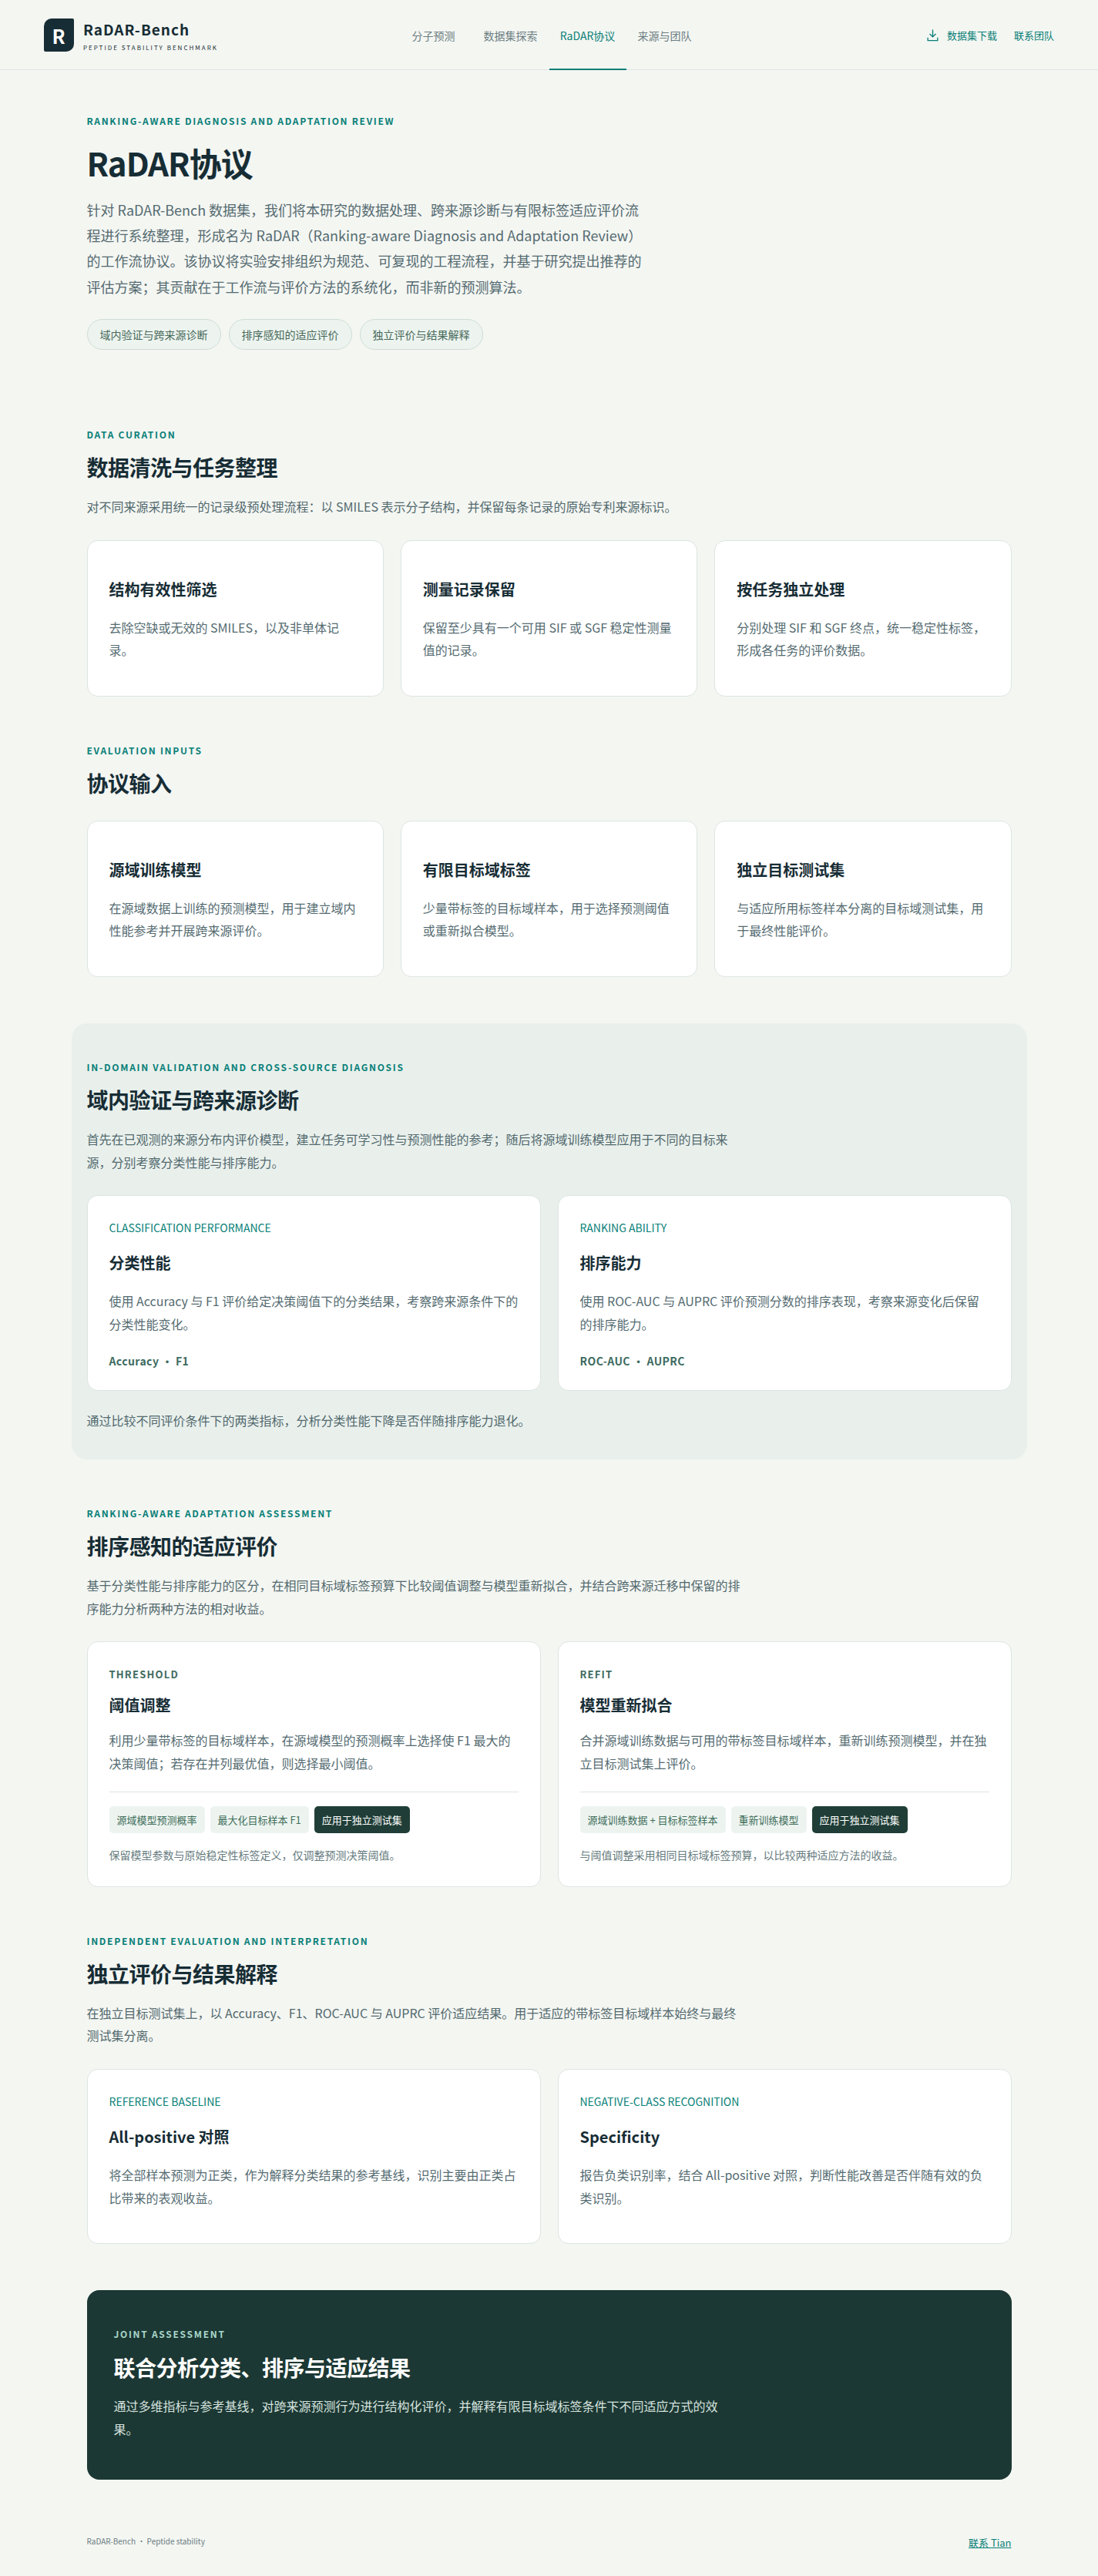 R
RaDAR-Bench
PEPTIDE STABILITY BENCHMARK
分子预测
数据集探索
RaDAR协议
来源与团队
数据集下载
联系团队
RANKING-AWARE DIAGNOSIS AND ADAPTATION REVIEW
RaDAR协议
针对 RaDAR-Bench 数据集，我们将本研究的数据处理、跨来源诊断与有限标签适应评价流
程进行系统整理，形成名为 RaDAR（Ranking-aware Diagnosis and Adaptation Review）
的工作流协议。该协议将实验安排组织为规范、可复现的工程流程，并基于研究提出推荐的
评估方案；其贡献在于工作流与评价方法的系统化，而非新的预测算法。
域内验证与跨来源诊断
排序感知的适应评价
独立评价与结果解释
DATA CURATION
数据清洗与任务整理
对不同来源采用统一的记录级预处理流程：以 SMILES 表示分子结构，并保留每条记录的原始专利来源标识。
结构有效性筛选
去除空缺或无效的 SMILES，以及非单体记
录。
测量记录保留
保留至少具有一个可用 SIF 或 SGF 稳定性测量
值的记录。
按任务独立处理
分别处理 SIF 和 SGF 终点，统一稳定性标签，
形成各任务的评价数据。
EVALUATION INPUTS
协议输入
源域训练模型
在源域数据上训练的预测模型，用于建立域内
性能参考并开展跨来源评价。
有限目标域标签
少量带标签的目标域样本，用于选择预测阈值
或重新拟合模型。
独立目标测试集
与适应所用标签样本分离的目标域测试集，用
于最终性能评价。
IN-DOMAIN VALIDATION AND CROSS-SOURCE DIAGNOSIS
域内验证与跨来源诊断
首先在已观测的来源分布内评价模型，建立任务可学习性与预测性能的参考；随后将源域训练模型应用于不同的目标来
源，分别考察分类性能与排序能力。
CLASSIFICATION PERFORMANCE
分类性能
使用 Accuracy 与 F1 评价给定决策阈值下的分类结果，考察跨来源条件下的
分类性能变化。
Accuracy · F1
RANKING ABILITY
排序能力
使用 ROC-AUC 与 AUPRC 评价预测分数的排序表现，考察来源变化后保留
的排序能力。
ROC-AUC · AUPRC
通过比较不同评价条件下的两类指标，分析分类性能下降是否伴随排序能力退化。
RANKING-AWARE ADAPTATION ASSESSMENT
排序感知的适应评价
基于分类性能与排序能力的区分，在相同目标域标签预算下比较阈值调整与模型重新拟合，并结合跨来源迁移中保留的排
序能力分析两种方法的相对收益。
THRESHOLD
阈值调整
利用少量带标签的目标域样本，在源域模型的预测概率上选择使 F1 最大的
决策阈值；若存在并列最优值，则选择最小阈值。
源域模型预测概率
最大化目标样本 F1
应用于独立测试集
保留模型参数与原始稳定性标签定义，仅调整预测决策阈值。
REFIT
模型重新拟合
合并源域训练数据与可用的带标签目标域样本，重新训练预测模型，并在独
立目标测试集上评价。
源域训练数据 + 目标标签样本
重新训练模型
应用于独立测试集
与阈值调整采用相同目标域标签预算，以比较两种适应方法的收益。
INDEPENDENT EVALUATION AND INTERPRETATION
独立评价与结果解释
在独立目标测试集上，以 Accuracy、F1、ROC-AUC 与 AUPRC 评价适应结果。用于适应的带标签目标域样本始终与最终
测试集分离。
REFERENCE BASELINE
All-positive 对照
将全部样本预测为正类，作为解释分类结果的参考基线，识别主要由正类占
比带来的表观收益。
NEGATIVE-CLASS RECOGNITION
Specificity
报告负类识别率，结合 All-positive 对照，判断性能改善是否伴随有效的负
类识别。
JOINT ASSESSMENT
联合分析分类、排序与适应结果
通过多维指标与参考基线，对跨来源预测行为进行结构化评价，并解释有限目标域标签条件下不同适应方式的效
果。
RaDAR-Bench · Peptide stability
联系 Tian